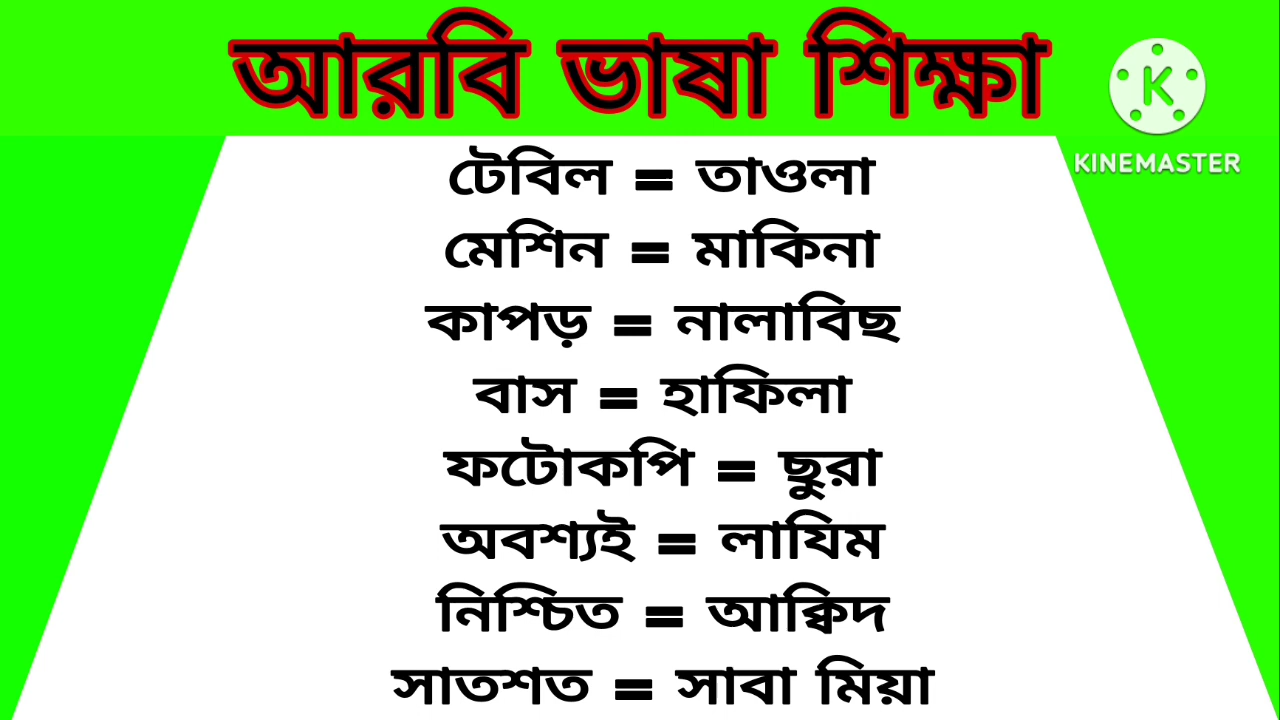 আরবি ভাষা শিক্ষা
K
KINEMASTER
টেবিল = তাওলা
মেশিন = মাকিনা
কাপড় = নালাবিছ
বাস = হাফিলা
ফটোকপি = ছুরা
অবশ্যই = লাযিম
নিশ্চিত = আক্বিদ
সাতশত = সাবা মিয়া